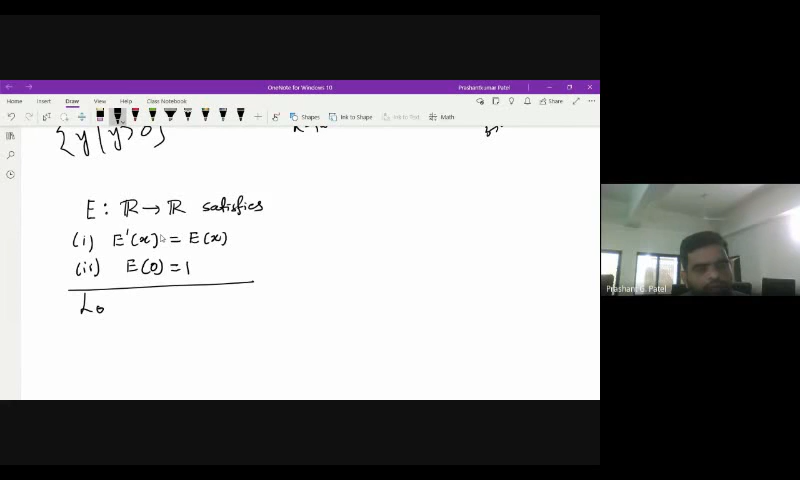 OneNote for Windows 10
Prashantkumar Patel
Home Insert Draw View Help Class Notebook
Share
Shapes Ink to Shape Ink to Text Math
{y | y > 0}
E : ℝ → ℝ satisfies
(i) E'(x) = E(x)
(ii) E(0) = 1
Lo
Prashant G. Patel